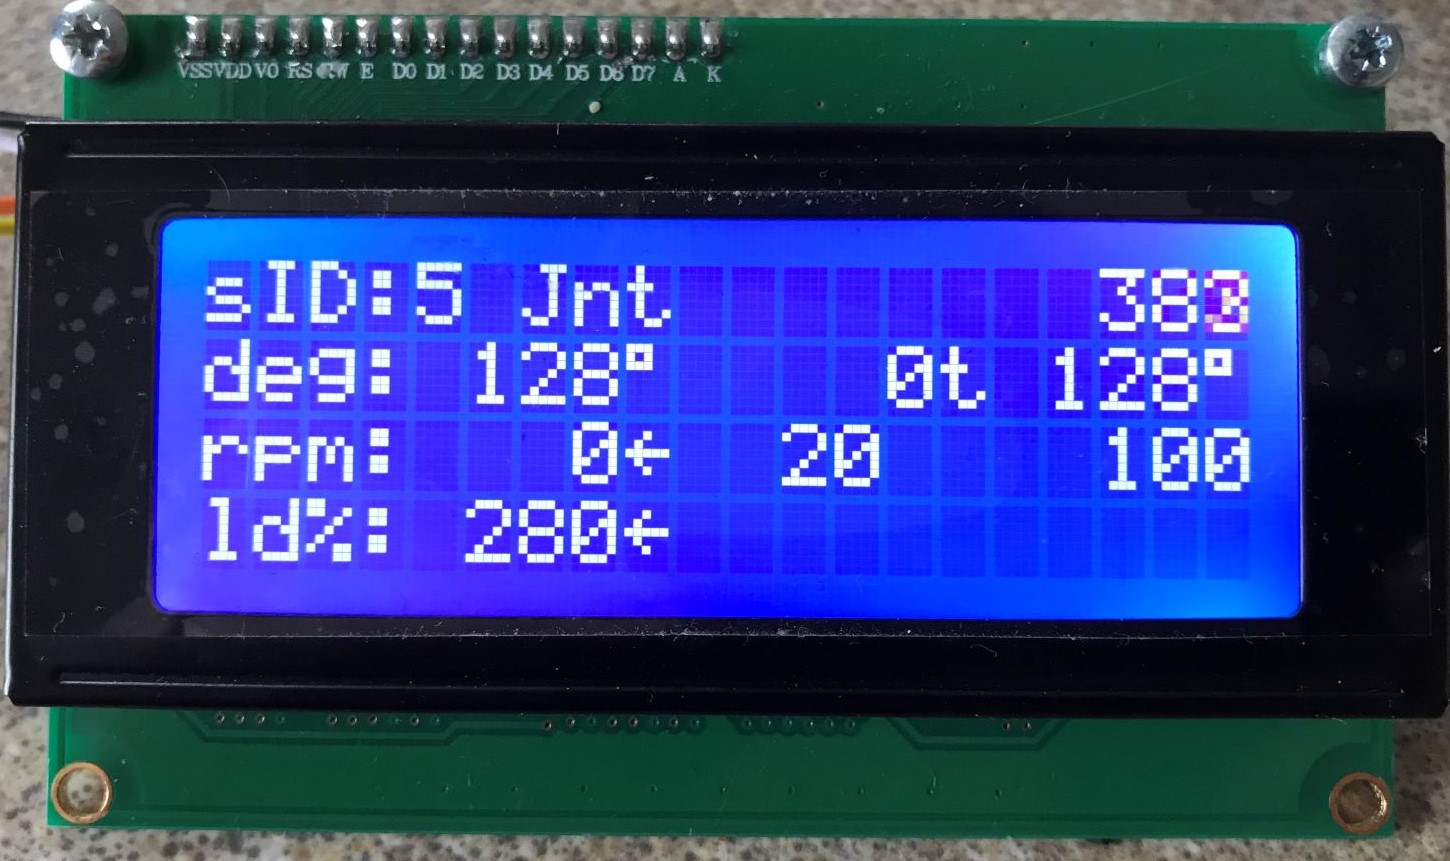 VSS VDD V0 RS RW E D0 D1 D2 D3 D4 D5 D6 D7 A K
sID:5 Jnt
deg: 128° 0t 128°
rpm: 0← 20 100
ld%: 280←